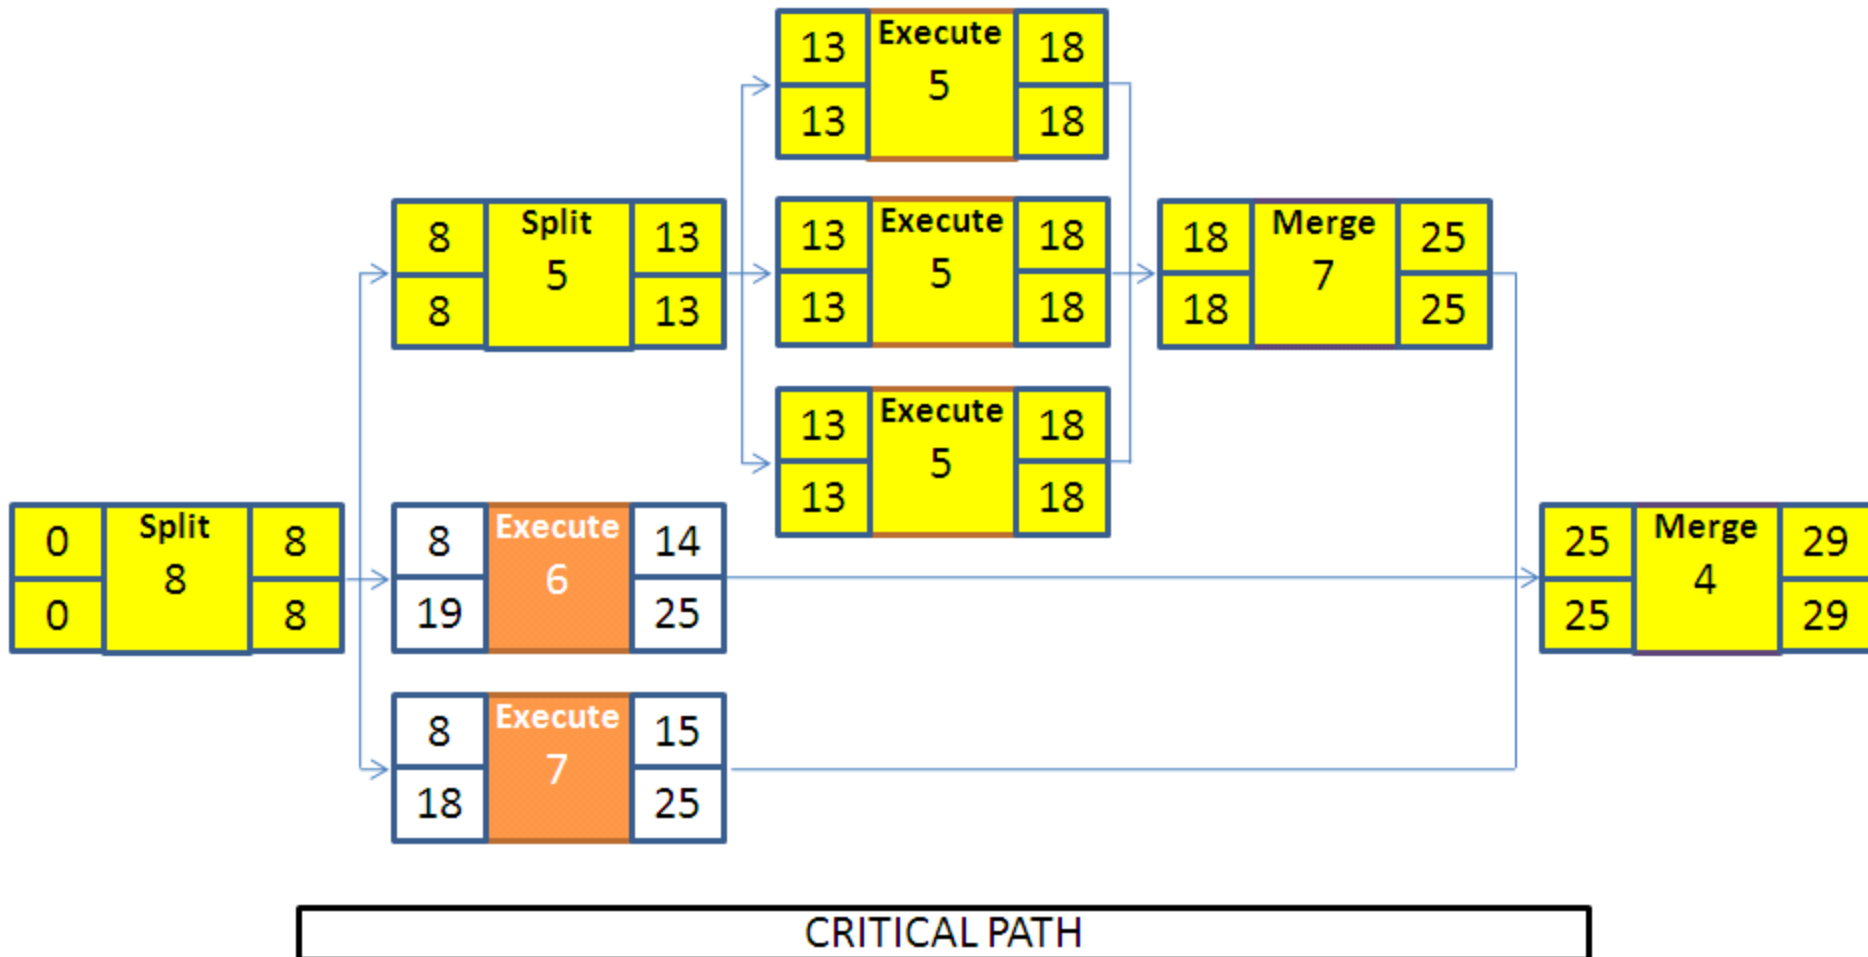 13 Execute 18
5
13 18
13 Execute 18
5
13 18
13 Execute 18
5
13 18
8 Split 13
5
8 13
18 Merge 25
7
18 25
0 Split 8
8
0 8
8 Execute 14
6
19 25
8 Execute 15
7
18 25
25 Merge 29
4
25 29
CRITICAL PATH